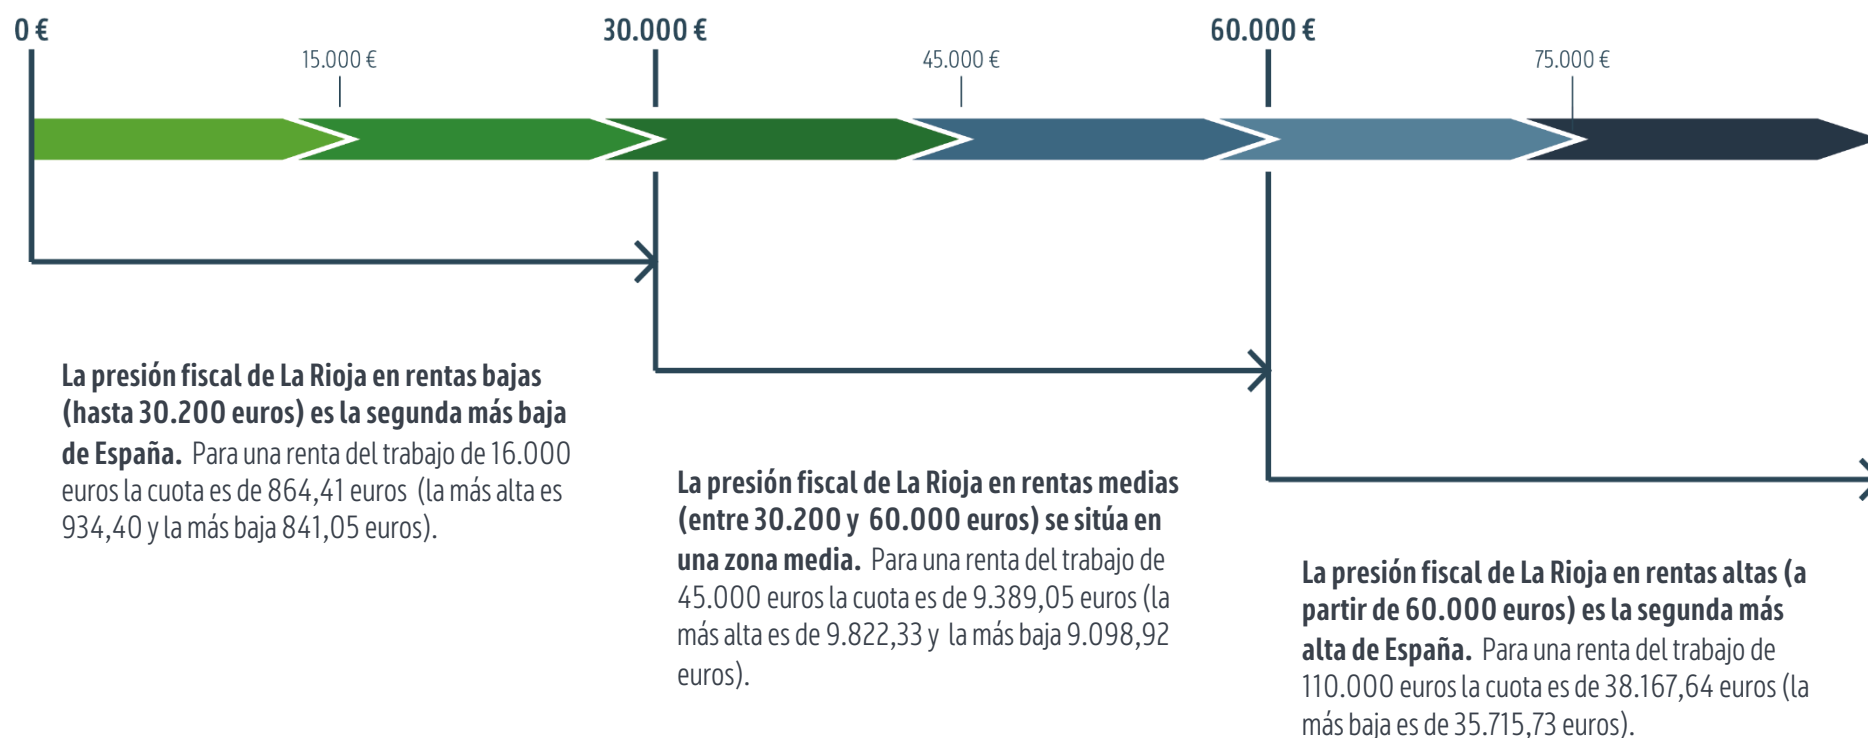 0 €
30.000 €
60.000 €
15.000 €
45.000 €
75.000 €
La presión fiscal de La Rioja en rentas bajas
(hasta 30.200 euros) es la segunda más baja
de España. Para una renta del trabajo de 16.000
euros la cuota es de 864,41 euros (la más alta es
934,40 y la más baja 841,05 euros).
La presión fiscal de La Rioja en rentas medias
(entre 30.200 y 60.000 euros) se sitúa en
una zona media. Para una renta del trabajo de
45.000 euros la cuota es de 9.389,05 euros (la
más alta es de 9.822,33 y la más baja 9.098,92
euros).
La presión fiscal de La Rioja en rentas altas (a
partir de 60.000 euros) es la segunda más
alta de España. Para una renta del trabajo de
110.000 euros la cuota es de 38.167,64 euros (la
más baja es de 35.715,73 euros).